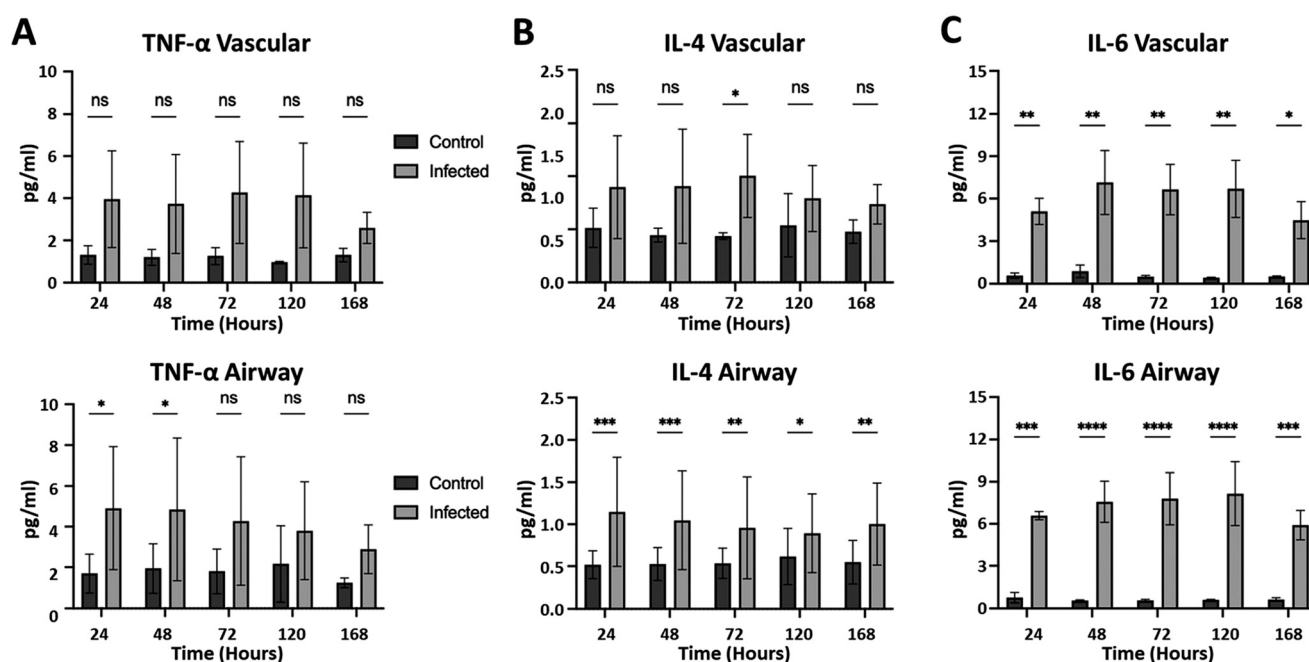 A
TNF-α Vascular
10
8
6
4
2
0
pg/ml)
ns ns ns ns ns
Control
Infected
24 48 72 120 168
Time (Hours)
TNF-α Airway
10
8
6
4
2
0
pg/ml)
* * ns ns ns
Control
Infected
24 48 72 120 168
Time (Hours)
B
IL-4 Vascular
2.5
2.0
1.5
1.0
0.5
0.0
pg/ml)
ns ns * ns ns
24 48 72 120 168
Time (Hours)
IL-4 Airway
2.5
2.0
1.5
1.0
0.5
0.0
pg/ml)
*** *** ** * **
24 48 72 120 168
Time (Hours)
C
IL-6 Vascular
15
12
9
6
3
0
pg/ml)
** ** ** ** *
24 48 72 120 168
Time (Hours)
IL-6 Airway
15
12
9
6
3
0
pg/ml)
*** **** **** **** ***
24 48 72 120 168
Time (Hours)